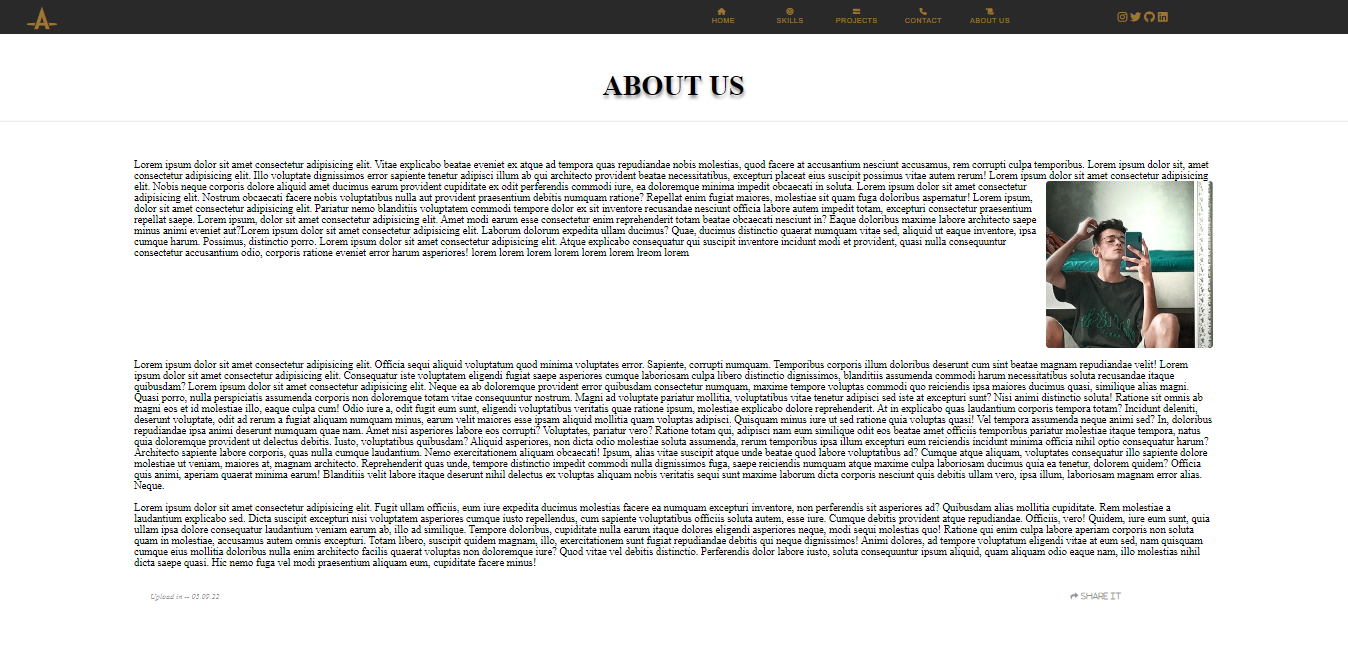 A
HOME SKILLS PROJECTS CONTACT ABOUT US
ABOUT US
Lorem ipsum dolor sit amet consectetur adipisicing elit. Vitae explicabo beatae eveniet ex atque ad tempora quas repudiandae nobis molestias, quod facere at accusantium nesciunt accusamus, rem corrupti culpa temporibus. Lorem ipsum dolor sit, amet
consectetur adipisicing elit. Illo voluptate dignissimos error sapiente tenetur adipisci illum ab qui architecto provident beatae necessitatibus, excepturi placeat eius suscipit possimus vitae autem rerum! Lorem ipsum dolor sit amet consectetur adipisicing
elit. Nobis neque corporis dolore aliquid amet ducimus earum provident cupiditate ex odit perferendis commodi iure, ea doloremque minima impedit obcaecati in soluta. Lorem ipsum dolor sit amet consectetur
adipisicing elit. Nostrum obcaecati facere nobis voluptatibus nulla aut provident praesentium debitis numquam ratione? Repellat enim fugiat maiores, molestiae sit quam fuga doloribus aspernatur! Lorem ipsum,
dolor sit amet consectetur adipisicing elit. Pariatur nemo blanditiis voluptatem commodi tempore dolor ex sit inventore recusandae nesciunt officia labore autem impedit totam, excepturi consectetur praesentium
repellat saepe. Lorem ipsum, dolor sit amet consectetur adipisicing elit. Amet modi earum esse consectetur enim reprehenderit totam beatae obcaecati nesciunt in? Eaque doloribus maxime labore architecto saepe
minus animi eveniet aut?Lorem ipsum dolor sit amet consectetur adipisicing elit. Laborum dolorum expedita ullam ducimus? Quae, ducimus distinctio quaerat numquam vitae sed, aliquid ut eaque inventore, ipsa
cumque harum. Possimus, distinctio porro. Lorem ipsum dolor sit amet consectetur adipisicing elit. Atque explicabo consequatur qui suscipit inventore incidunt modi et provident, quasi nulla consequuntur
consectetur accusantium odio, corporis ratione eveniet error harum asperiores! lorem lorem lorem lorem lorem lorem lreom lorem
Lorem ipsum dolor sit amet consectetur adipisicing elit. Officia sequi aliquid voluptatum quod minima voluptates error. Sapiente, corrupti numquam. Temporibus corporis illum doloribus deserunt cum sint beatae magnam repudiandae velit! Lorem
ipsum dolor sit amet consectetur adipisicing elit. Consequatur iste voluptatem eligendi fugiat saepe asperiores cumque laboriosam culpa libero distinctio dignissimos, blanditiis assumenda commodi harum necessitatibus soluta recusandae itaque
quibusdam? Lorem ipsum dolor sit amet consectetur adipisicing elit. Neque ea ab doloremque provident error quibusdam consectetur numquam, maxime tempore voluptas commodi quo reiciendis ipsa maiores ducimus quasi, similique alias magni.
Quasi porro, nulla perspiciatis assumenda corporis non doloremque totam vitae consequuntur nostrum. Magni ad voluptate pariatur mollitia, voluptatibus vitae tenetur adipisci sed iste at excepturi sunt? Nisi animi distinctio soluta! Ratione sit omnis ab
magni eos et id molestiae illo, eaque culpa cum! Odio iure a, odit fugit eum sunt, eligendi voluptatibus veritatis quae ratione ipsum, molestiae explicabo dolore reprehenderit. At in explicabo quas laudantium corporis tempora totam? Incidunt deleniti,
deserunt voluptate, odit ad rerum a fugiat aliquam numquam minus, earum velit maiores esse ipsam aliquid mollitia quam voluptas adipisci. Quisquam minus iure ut sed ratione quia voluptas quasi! Vel tempora assumenda neque animi sed? In, doloribus
repudiandae ipsa animi deserunt numquam quae nam. Amet nisi asperiores labore eos corrupti? Voluptates, pariatur vero? Ratione totam qui, adipisci nam eum similique odit eos beatae amet officiis temporibus pariatur molestiae itaque tempora, natus
quia doloremque provident ut delectus debitis. Iusto, voluptatibus quibusdam? Aliquid asperiores, non dicta odio molestiae soluta assumenda, rerum temporibus ipsa illum excepturi eum reiciendis incidunt minima officia nihil optio consequatur harum?
Architecto sapiente labore corporis, quas nulla cumque laudantium. Nemo exercitationem aliquam obcaecati! Ipsum, alias vitae suscipit atque unde beatae quod labore voluptatibus ad? Cumque atque aliquam, voluptates consequatur illo sapiente dolore
molestiae ut veniam, maiores at, magnam architecto. Reprehenderit quas unde, tempore distinctio impedit commodi nulla dignissimos fuga, saepe reiciendis numquam atque maxime culpa laboriosam ducimus quia ea tenetur, dolorem quidem? Officia
quis animi, aperiam quaerat minima earum! Blanditiis velit labore itaque deserunt nihil delectus ex voluptas aliquam nobis veritatis sequi sunt maxime laborum dicta corporis nesciunt quis debitis ullam vero, ipsa illum, laboriosam magnam error alias.
Neque.
Lorem ipsum dolor sit amet consectetur adipisicing elit. Fugit ullam officiis, eum iure expedita ducimus molestias facere ea numquam excepturi inventore, non perferendis sit asperiores ad? Quibusdam alias mollitia cupiditate. Rem molestiae a
laudantium explicabo sed. Dicta suscipit excepturi nisi voluptatem asperiores cumque iusto repellendus, cum sapiente voluptatibus officiis soluta autem, esse iure. Cumque debitis provident atque repudiandae. Officiis, vero! Quidem, iure eum sunt, quia
ullam ipsa dolore consequatur laudantium veniam earum ab, illo ad similique. Tempore doloribus, cupiditate nulla earum itaque dolores eligendi voluptates officiis temporibus necessitatibus reprehenderit neque, modi sequi molestias quo! Ratione qui enim culpa aperiam corporis non soluta
quam in molestiae, accusamus autem omnis excepturi. Totam libero, suscipit quidem magnam, illo, exercitationem sunt fugiat repudiandae debitis qui neque dignissimos! Animi dolores, ad tempore voluptatum eligendi vitae at eum sed, nam quisquam
cumque eius mollitia doloribus nulla enim architecto facilis quaerat voluptas non doloremque iure? Quod vitae vel debitis distinctio. Perferendis dolor labore iusto, soluta consequuntur ipsum aliquid, quam aliquam odio eaque nam, illo molestias nihil
dicta saepe quasi. Hic nemo fuga vel modi praesentium aliquam eum, cupiditate facere minus!
Upload in -- 05.09.22
SHARE IT